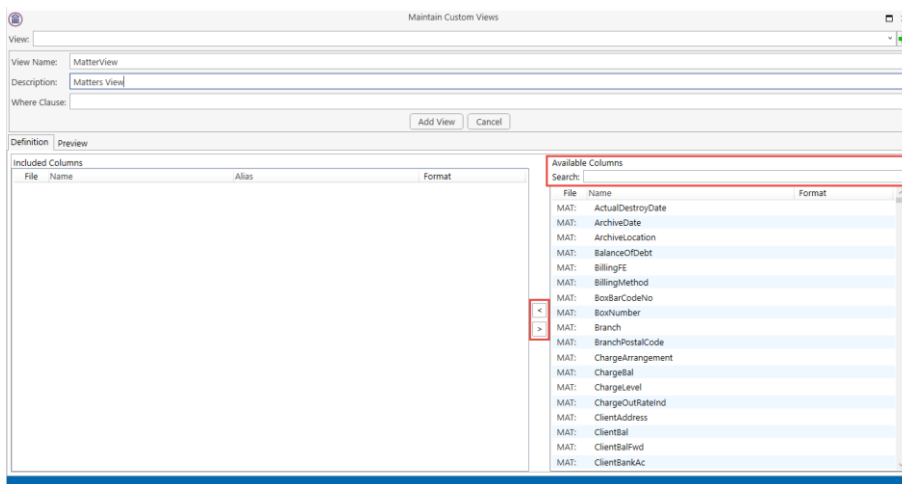 Maintain Custom Views
View:
View Name: MatterView
Description: Matters View
Where Clause:
Add View Cancel
Definition Preview
Included Columns
File Name Alias Format
Available Columns
Search:
File Name Format
MAT: ActualDestroyDate
MAT: ArchiveDate
MAT: ArchiveLocation
MAT: BalanceOfDebt
MAT: BillingFE
MAT: BillingMethod
MAT: BoxBarCodeNo
MAT: BoxNumber
MAT: Branch
MAT: BranchPostalCode
MAT: ChargeArrangement
MAT: ChargeBal
MAT: ChargeLevel
MAT: ChargeOutRateInd
MAT: ClientAddress
MAT: ClientBal
MAT: ClientBalFwd
MAT: ClientBankAc
<
>